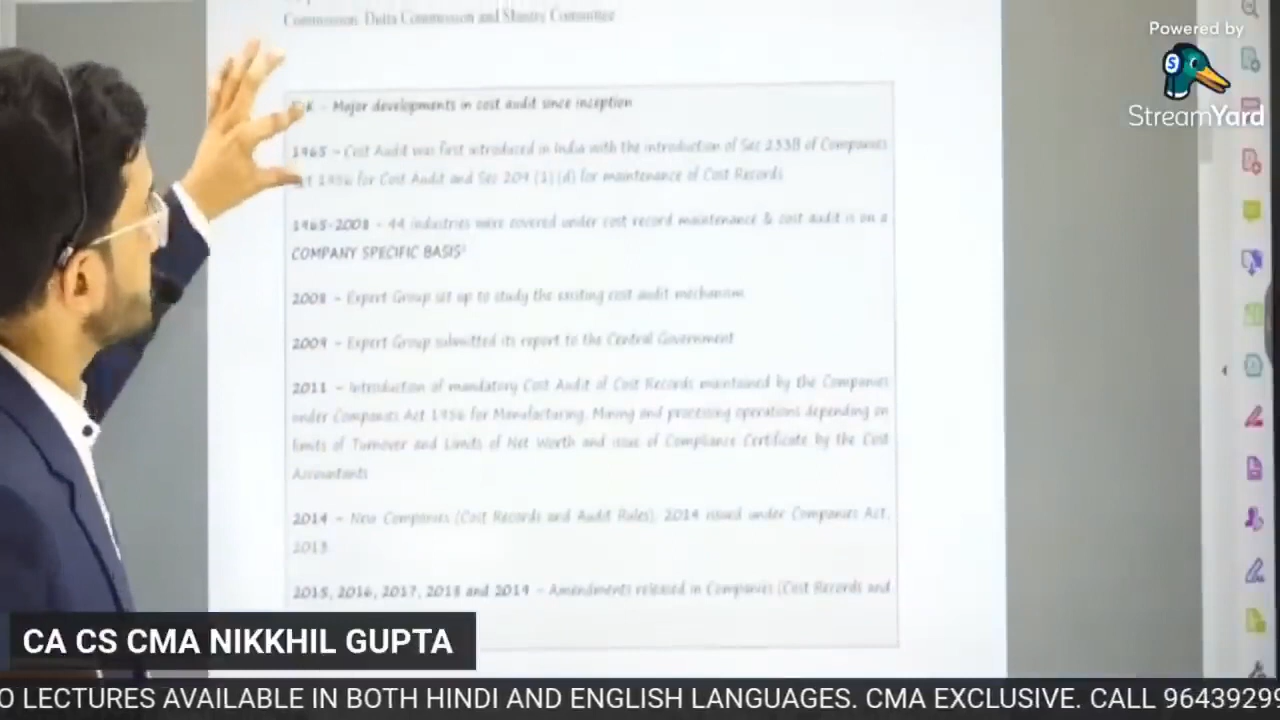 Commission, Dutta Commission and Shastry Committee
Powered by
StreamYard
- Major developments in cost audit since inception
1965 - Cost Audit was first introduced in India with the introduction of Sec 233B of Companies
1956 for Cost Audit and Sec 209 (1)(d) for maintenance of Cost Records
1965-2008 - 44 industries were covered under cost record maintenance & cost audit is on a
COMPANY SPECIFIC BASIS
2008 - Expert Group set up to study the existing cost audit mechanism
2009 - Expert Group submitted its report to the Central Government
2011 - Introduction of mandatory Cost Audit of Cost Records maintained by the Companies
under Companies Act 1956 for Manufacturing, Mining and processing operations depending on
limits of Turnover and Limits of Net Worth and issue of Compliance Certificate by the Cost
Accountants
2014 - New Companies (Cost Records and Audit Rules), 2014 issued under Companies Act,
2013
2015, 2016, 2017, 2018 and 2019 - Amendments released in Companies (Cost Records and
CA CS CMA NIKKHIL GUPTA
O LECTURES AVAILABLE IN BOTH HINDI AND ENGLISH LANGUAGES. CMA EXCLUSIVE. CALL 96439299